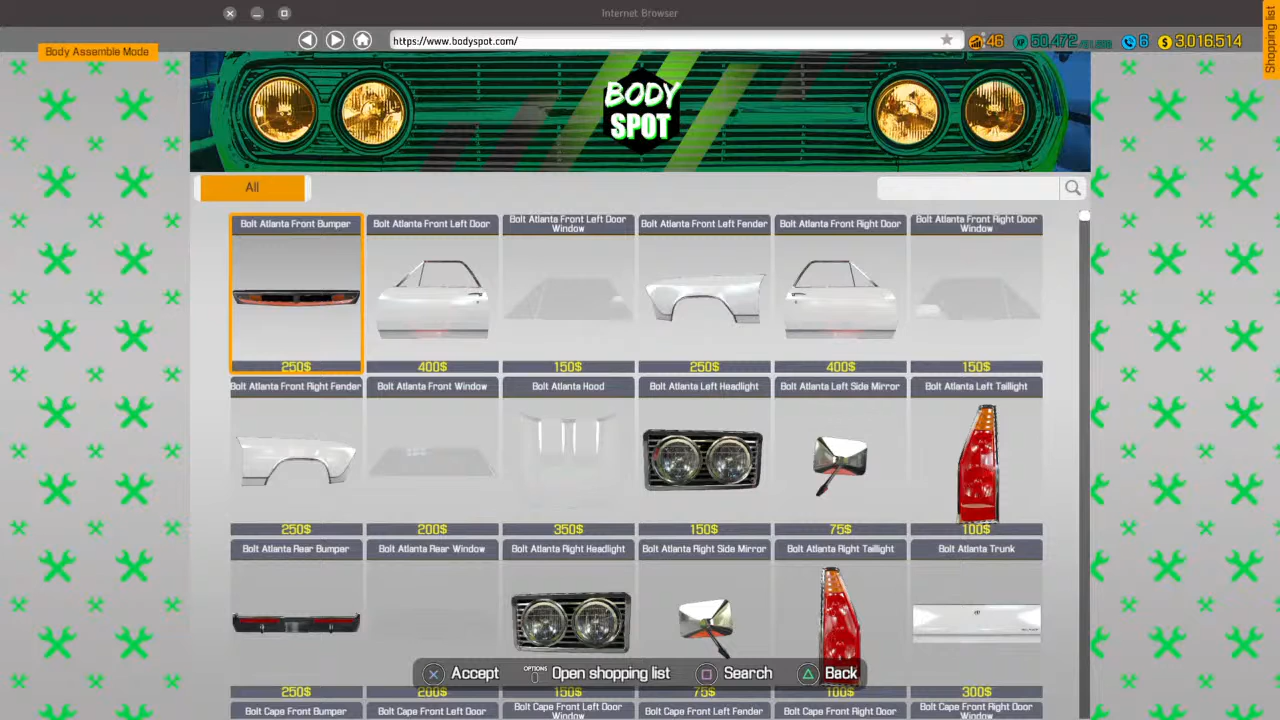 Internet Browser
Shopping list
https://www.bodyspot.com/
46
50,472
6
$ 3,016,514
Body Assemble Mode
BODY
SPOT
All
Bolt Atlanta Front Bumper
Bolt Atlanta Front Left Door
Bolt Atlanta Front Left Door
Window
Bolt Atlanta Front Left Fender
Bolt Atlanta Front Right Door
Bolt Atlanta Front Right Door
Window
250$
400$
150$
250$
400$
150$
Bolt Atlanta Front Right Fender
Bolt Atlanta Front Window
Bolt Atlanta Hood
Bolt Atlanta Left Headlight
Bolt Atlanta Left Side Mirror
Bolt Atlanta Left Taillight
250$
200$
350$
150$
75$
100$
Bolt Atlanta Rear Bumper
Bolt Atlanta Rear Window
Bolt Atlanta Right Headlight
Bolt Atlanta Right Side Mirror
Bolt Atlanta Right Taillight
Bolt Atlanta Trunk
Accept
OPTIONS
Open shopping list
Search
Back
250$
200$
150$
75$
100$
300$
Bolt Cape Front Bumper
Bolt Cape Front Left Door
Bolt Cape Front Left Door
Window
Bolt Cape Front Left Fender
Bolt Cape Front Right Door
Bolt Cape Front Right Door
Window